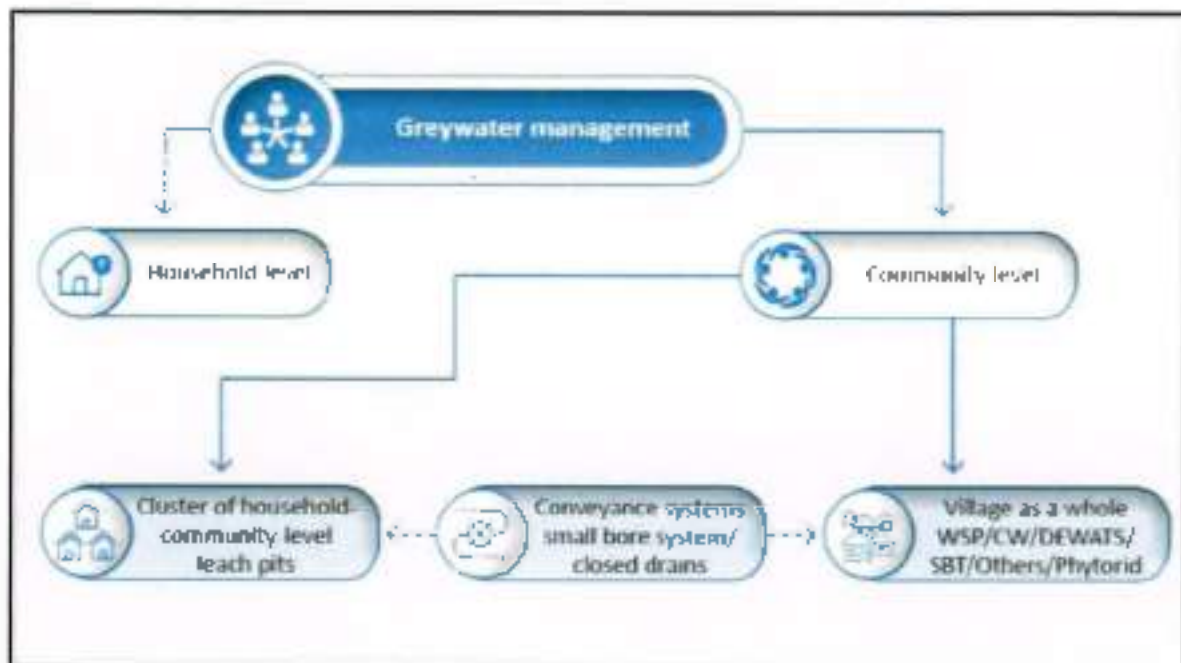 Greywater management
Household level
Community level
Cluster of household-
community level
leach pits
Conveyance systems
small bore system/
closed drains
Village as a whole
WSP/CW/DEWATS/
SBT/Others/Phytorid